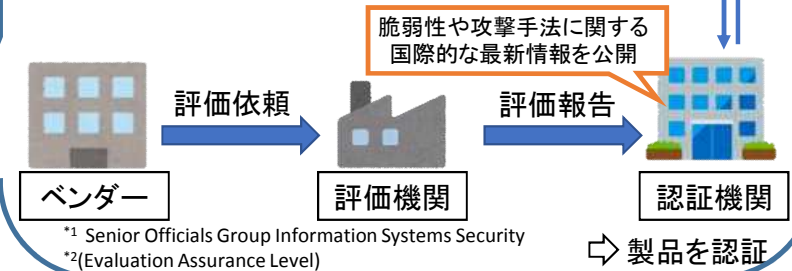 脆弱性や攻撃手法に関する
国際的な最新情報を公開
評価依頼
評価報告
ベンダー
評価機関
認証機関
*1 Senior Officials Group Information Systems Security
*2(Evaluation Assurance Level)
⇨ 製品を認証